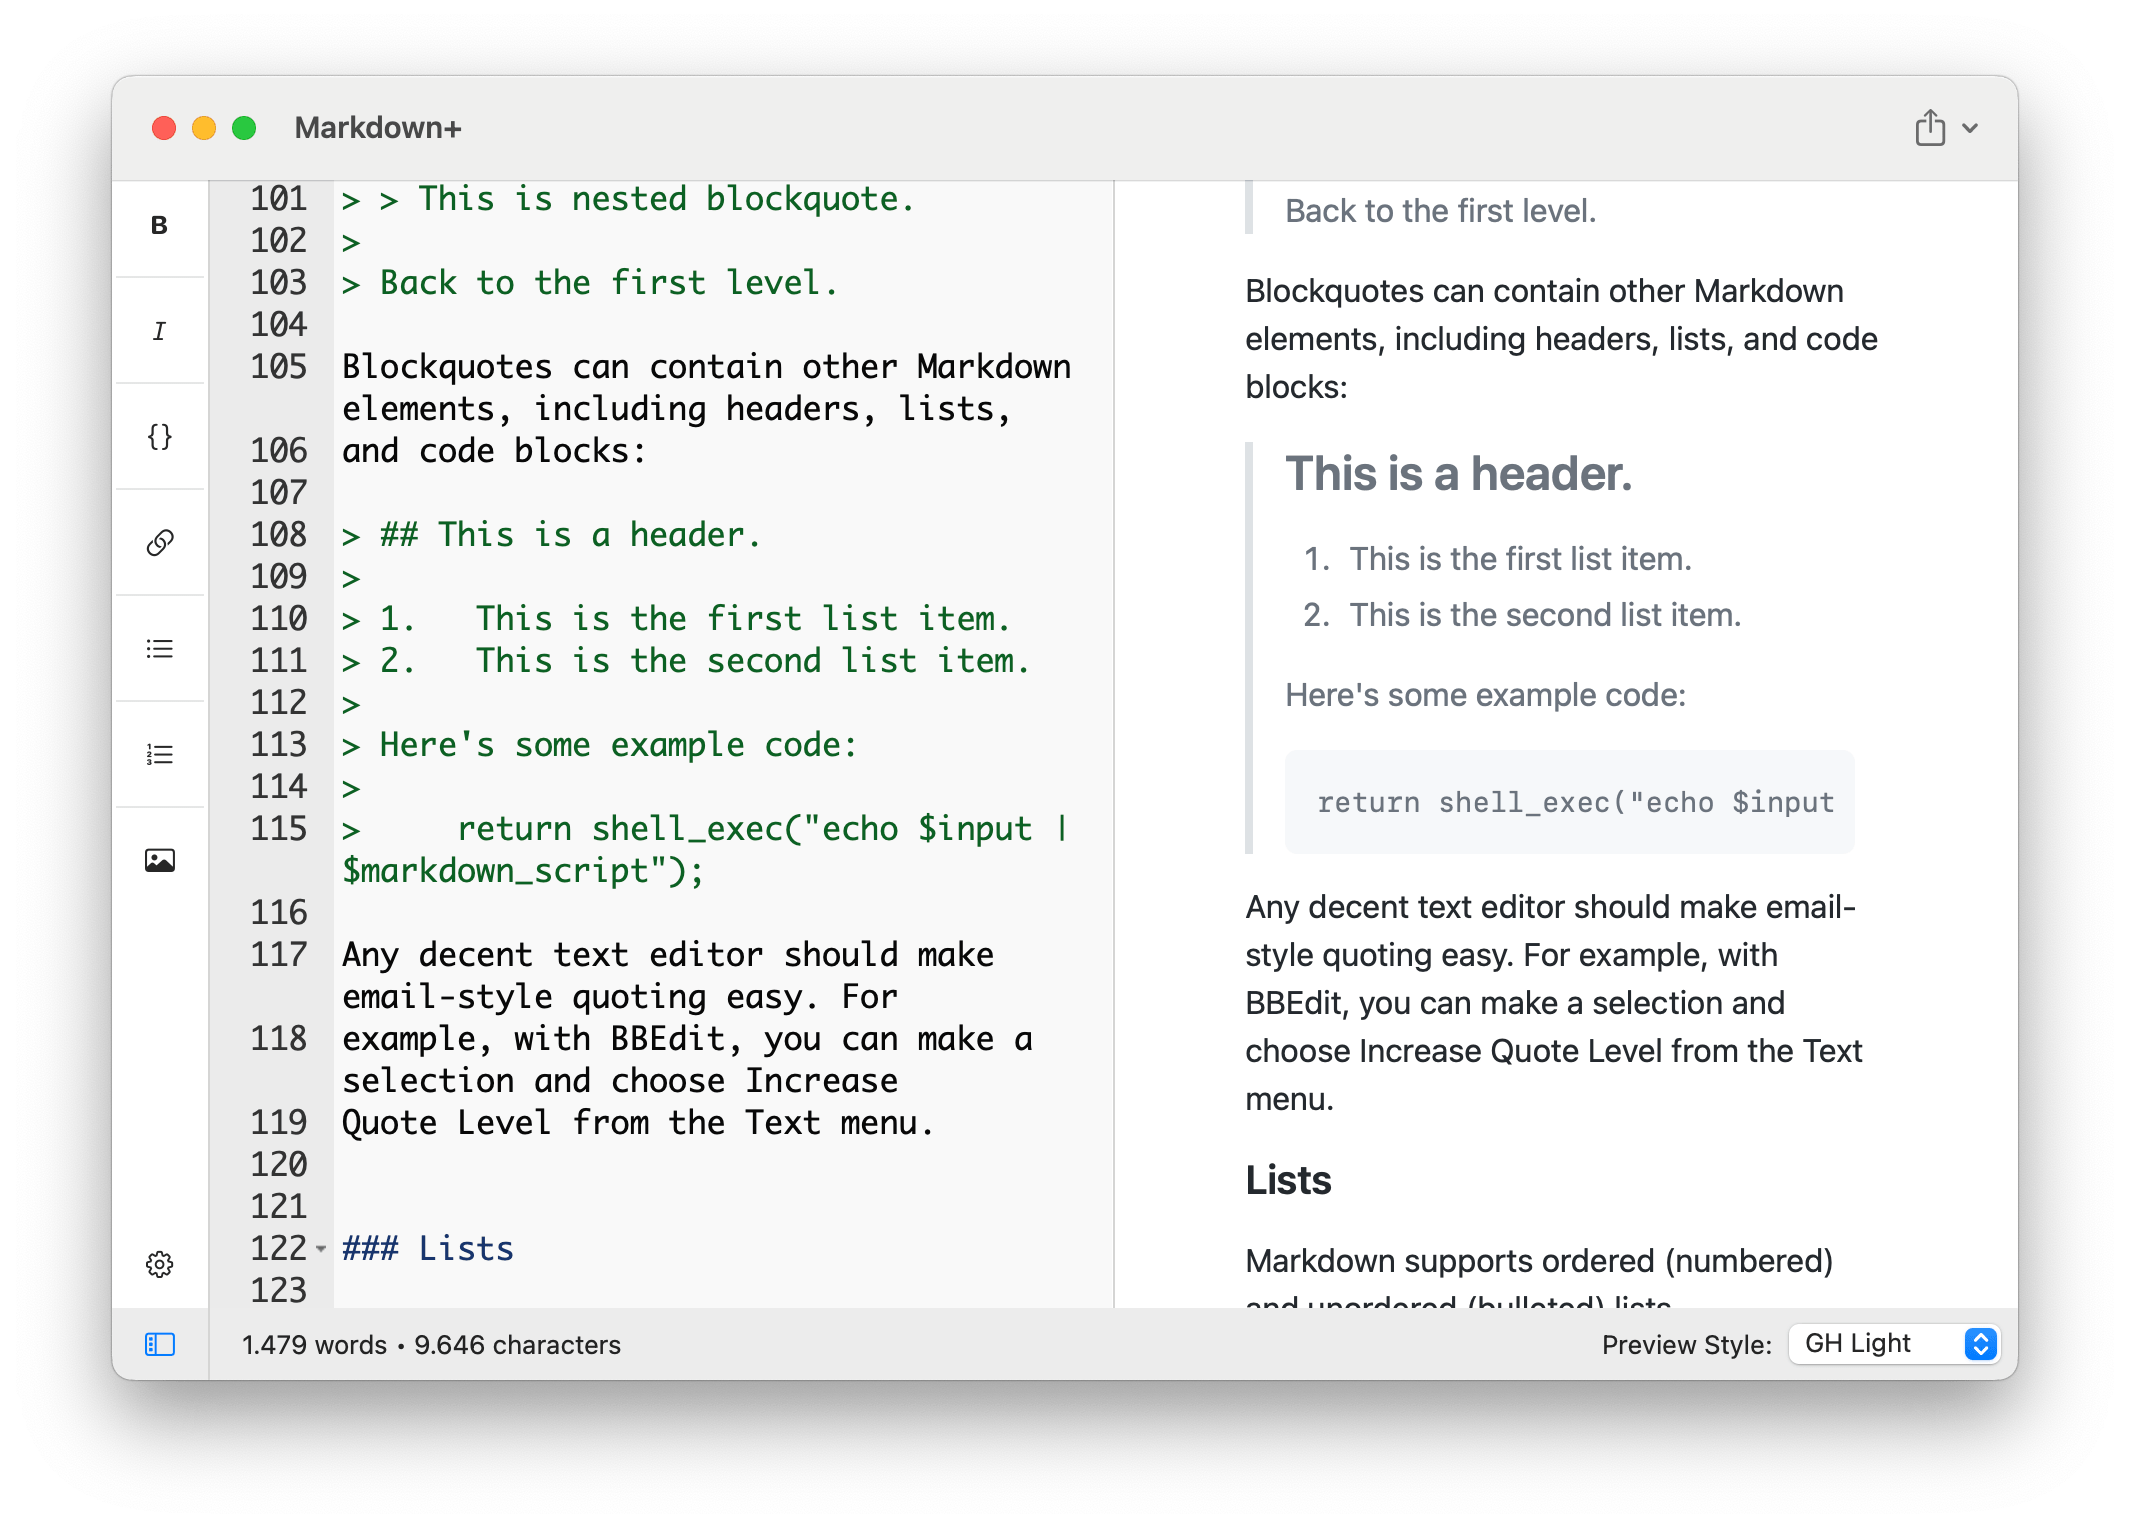 Markdown+
B
I
{}
101 > > This is nested blockquote.
102 >
103 > Back to the first level.
104
105 Blockquotes can contain other Markdown
elements, including headers, lists,
106 and code blocks:
107
108 > ## This is a header.
109 >
110 > 1.   This is the first list item.
111 > 2.   This is the second list item.
112 >
113 > Here's some example code:
114 >
115 >     return shell_exec("echo $input |
$markdown_script");
116
117 Any decent text editor should make
email-style quoting easy. For
118 example, with BBEdit, you can make a
selection and choose Increase
119 Quote Level from the Text menu.
120
121
122 ### Lists
123
Back to the first level.
Blockquotes can contain other Markdown
elements, including headers, lists, and code
blocks:
This is a header.
1. This is the first list item.
2. This is the second list item.
Here's some example code:
return shell_exec("echo $input
Any decent text editor should make email-
style quoting easy. For example, with
BBEdit, you can make a selection and
choose Increase Quote Level from the Text
menu.
Lists
Markdown supports ordered (numbered)
and unordered (bulleted) lists
1.479 words • 9.646 characters
Preview Style: GH Light